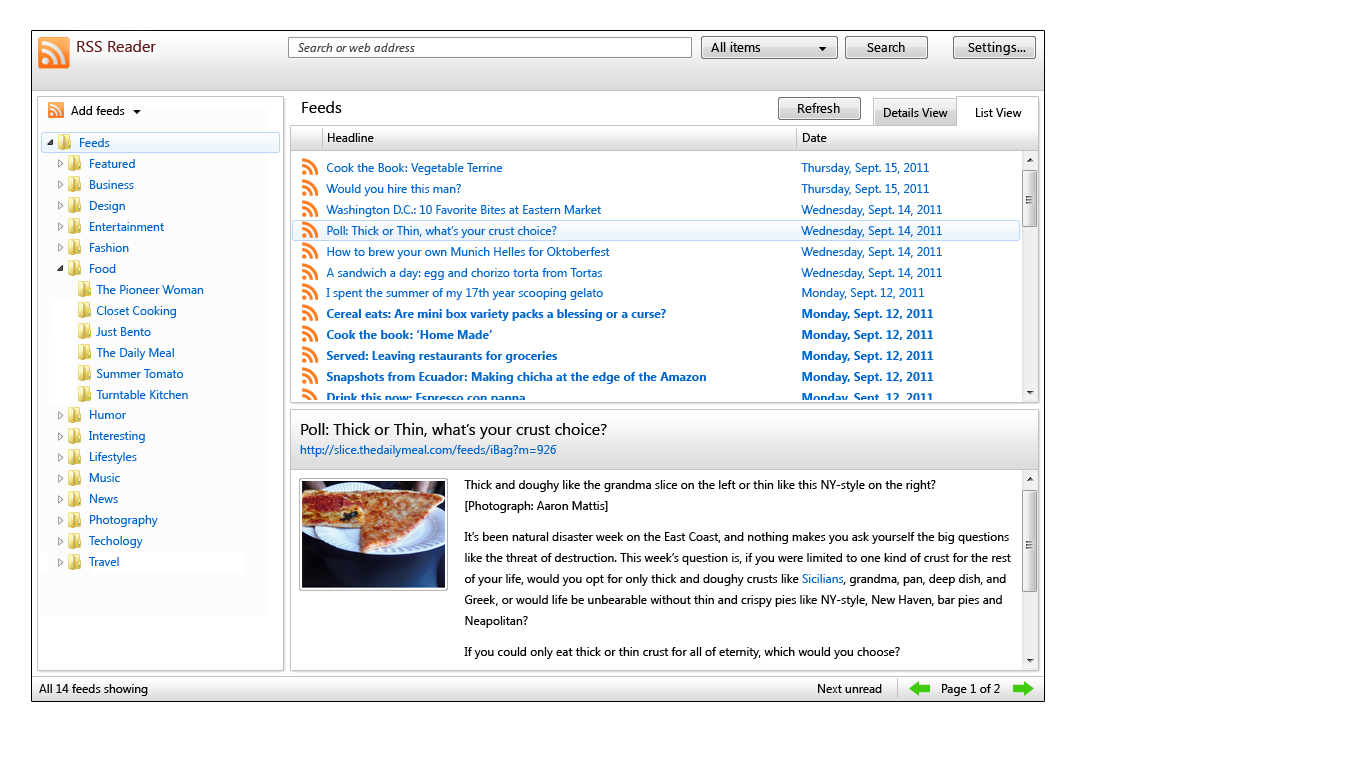 RSS Reader
Search or web address
All items
Search
Settings...
Add feeds
Feeds
Featured
Business
Design
Entertainment
Fashion
Food
The Pioneer Woman
Closet Cooking
Just Bento
The Daily Meal
Summer Tomato
Turntable Kitchen
Humor
Interesting
Lifestyles
Music
News
Photography
Techology
Travel
Feeds
Refresh
Details View
List View
Headline Date
Cook the Book: Vegetable Terrine Thursday, Sept. 15, 2011
Would you hire this man? Thursday, Sept. 15, 2011
Washington D.C.: 10 Favorite Bites at Eastern Market Wednesday, Sept. 14, 2011
Poll: Thick or Thin, what's your crust choice? Wednesday, Sept. 14, 2011
How to brew your own Munich Helles for Oktoberfest Wednesday, Sept. 14, 2011
A sandwich a day: egg and chorizo torta from Tortas Wednesday, Sept. 14, 2011
I spent the summer of my 17th year scooping gelato Monday, Sept. 12, 2011
Cereal eats: Are mini box variety packs a blessing or a curse? Monday, Sept. 12, 2011
Cook the book: ‘Home Made’ Monday, Sept. 12, 2011
Served: Leaving restaurants for groceries Monday, Sept. 12, 2011
Snapshots from Ecuador: Making chicha at the edge of the Amazon Monday, Sept. 12, 2011
Drink this now: Espresso con panna Monday, Sept. 12, 2011
Poll: Thick or Thin, what's your crust choice?
http://slice.thedailymeal.com/feeds/iBag?m=926
Thick and doughy like the grandma slice on the left or thin like this NY-style on the right?
[Photograph: Aaron Mattis]
It's been natural disaster week on the East Coast, and nothing makes you ask yourself the big questions
like the threat of destruction. This week's question is, if you were limited to one kind of crust for the rest
of your life, would you opt for only thick and doughy crusts like Sicilians, grandma, pan, deep dish, and
Greek, or would life be unbearable without thin and crispy pies like NY-style, New Haven, bar pies and
Neapolitan?
If you could only eat thick or thin crust for all of eternity, which would you choose?
All 14 feeds showing
Next unread
Page 1 of 2